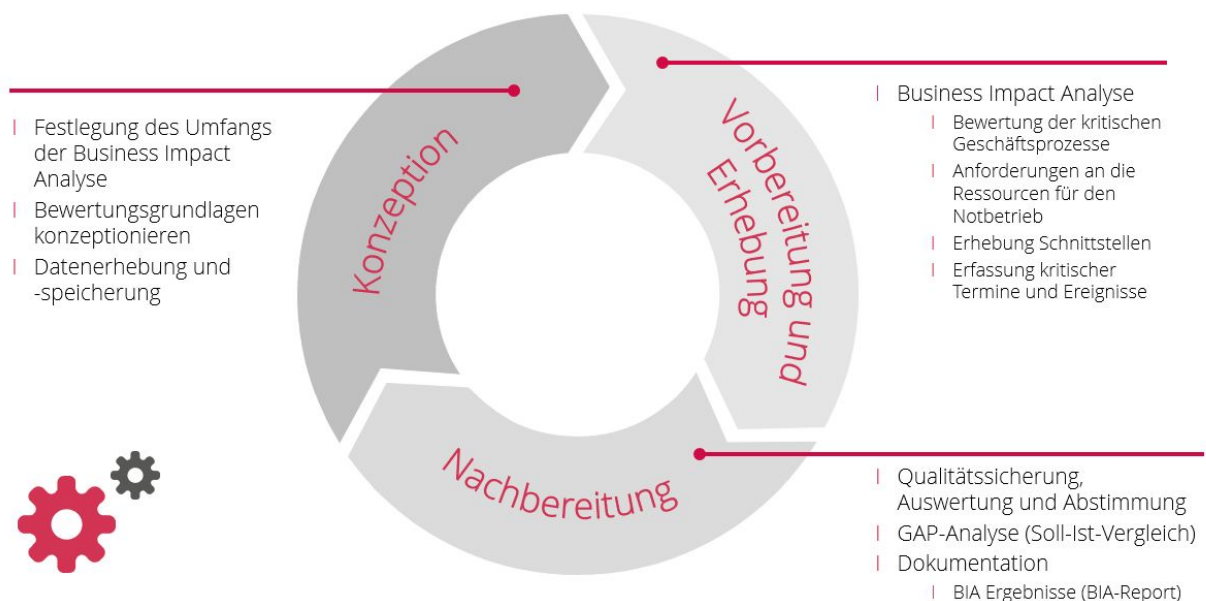 Festlegung des Umfangs
der Business Impact
Analyse
Bewertungsgrundlagen
konzeptionieren
Datenerhebung und
-speicherung
Konzeption
Vorbereitung und
Erhebung
Business Impact Analyse
Bewertung der kritischen
Geschäftsprozesse
Anforderungen an die
Ressourcen für den
Notbetrieb
Erhebung Schnittstellen
Erfassung kritischer
Termine und Ereignisse
Nachbereitung
Qualitätssicherung,
Auswertung und Abstimmung
GAP-Analyse (Soll-Ist-Vergleich)
Dokumentation
BIA Ergebnisse (BIA-Report)